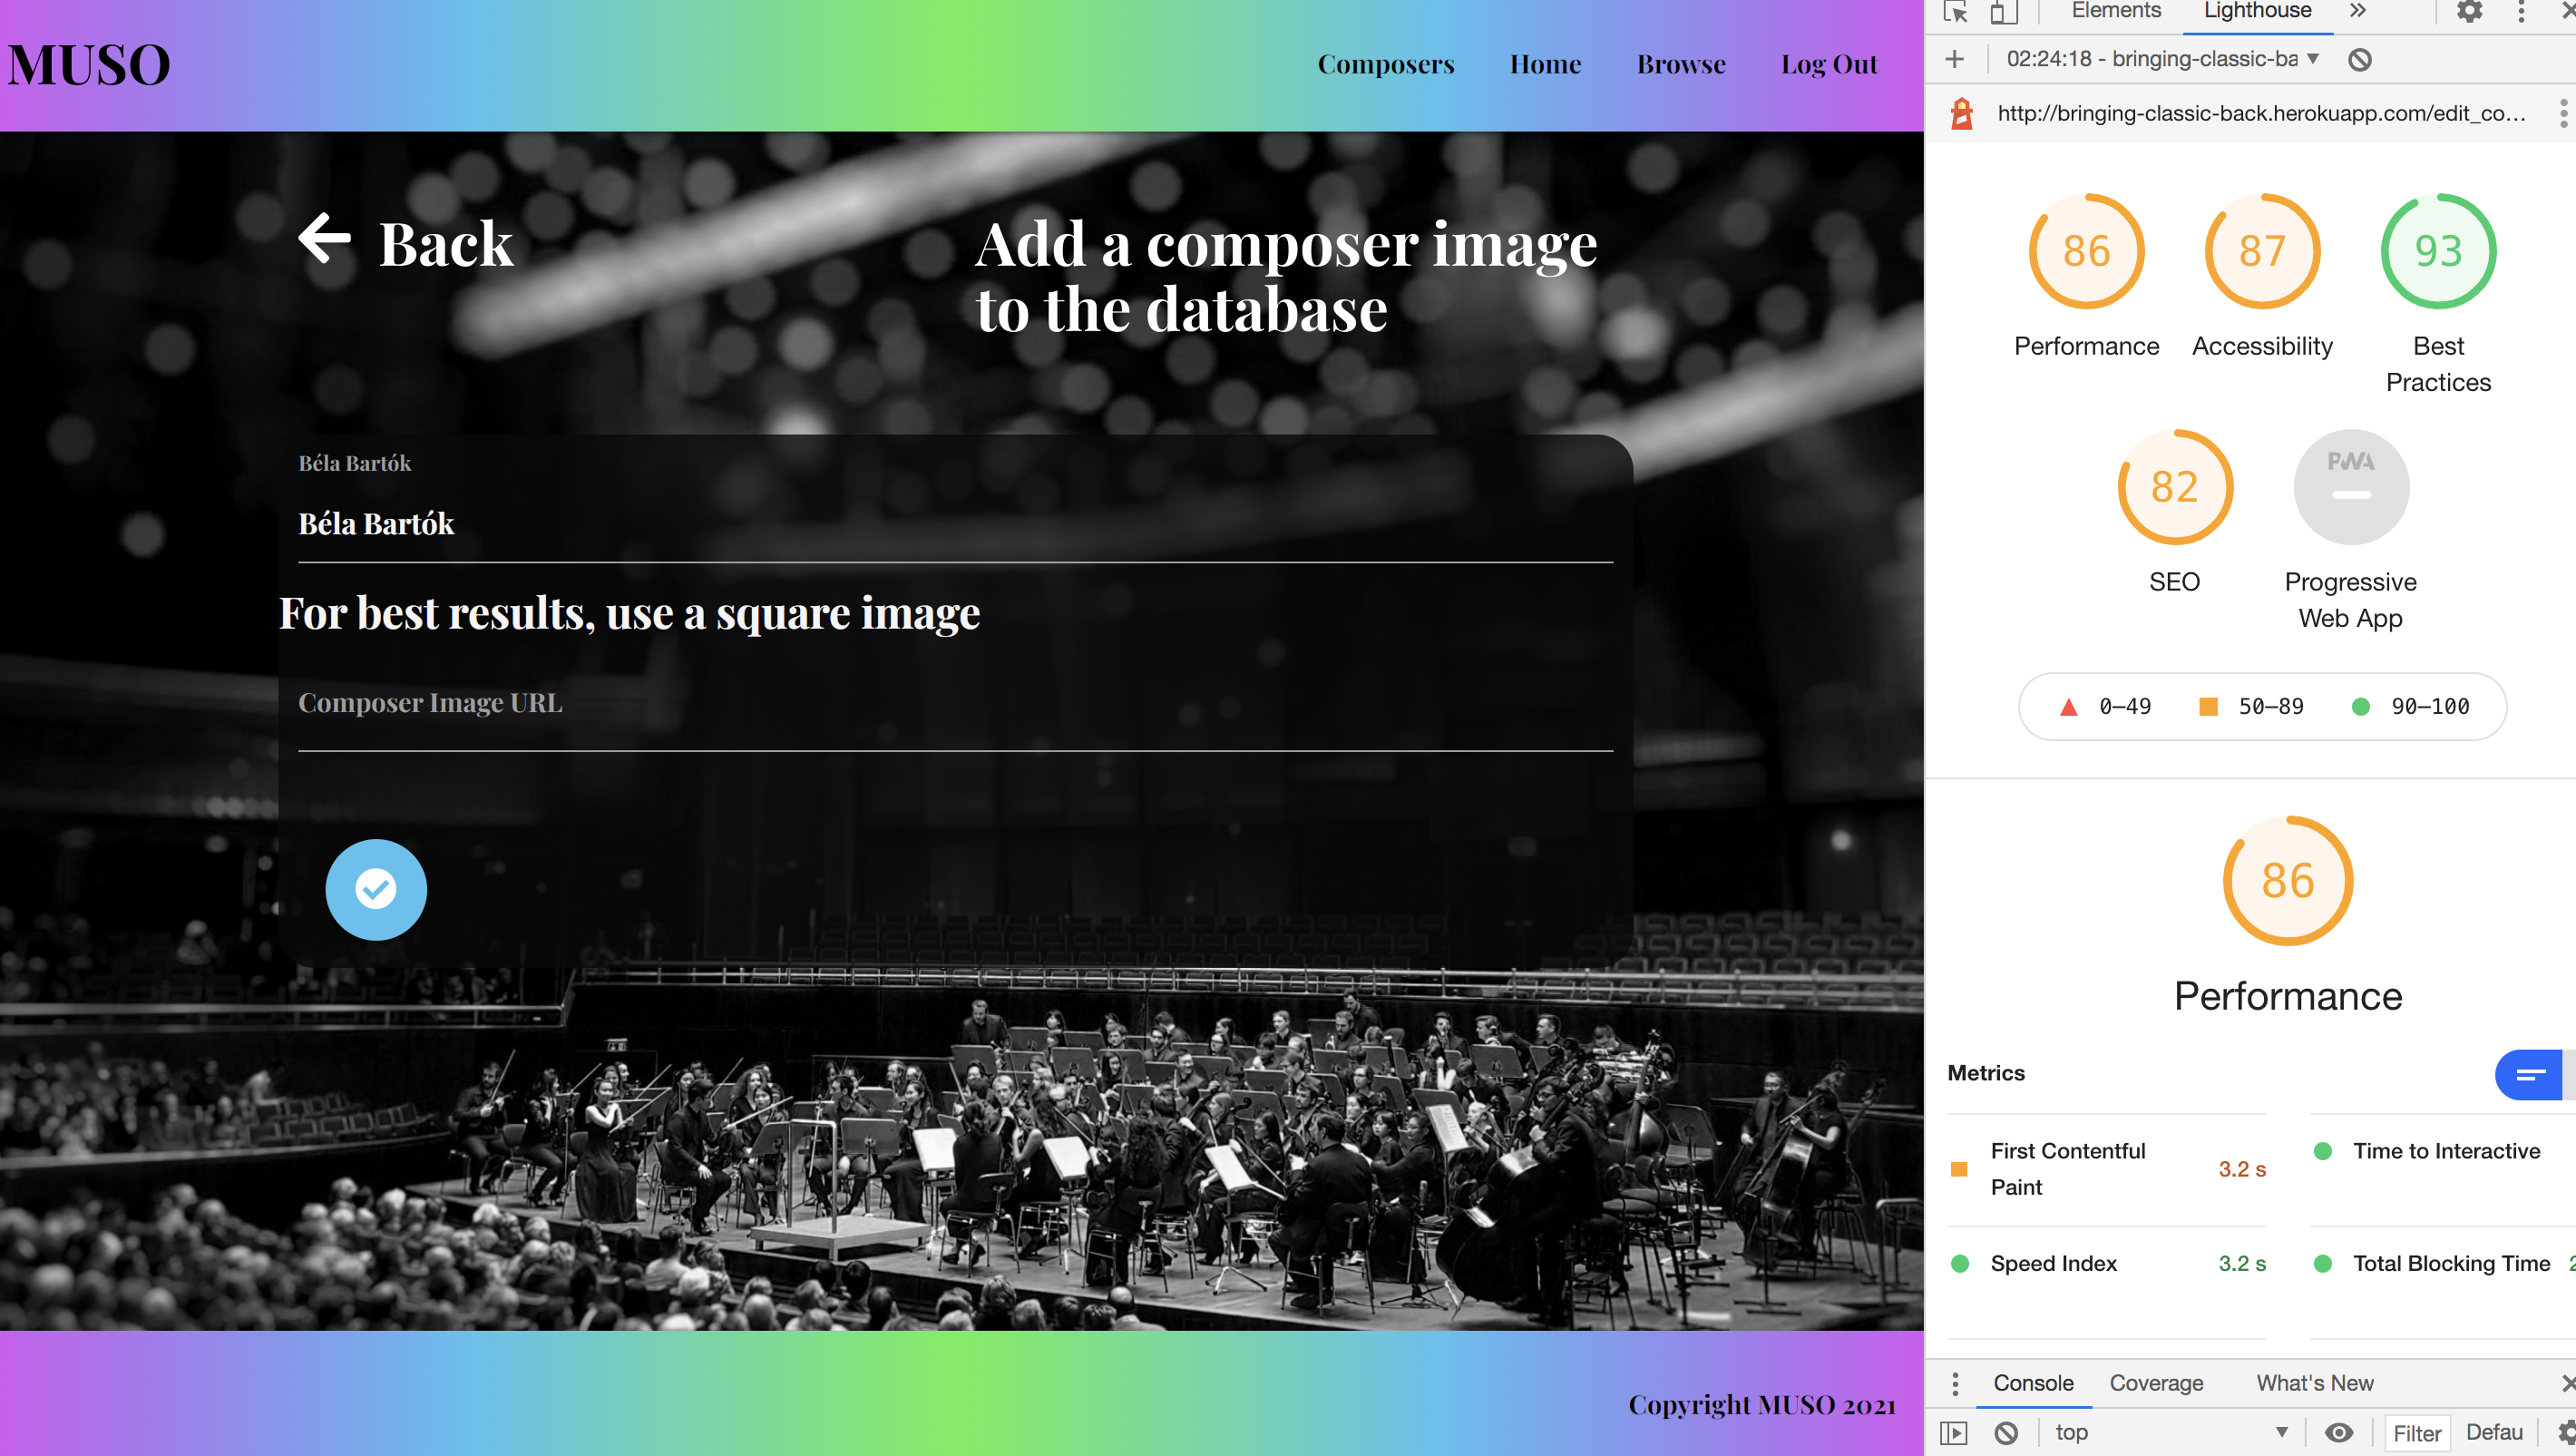 MUSO
Composers Home Browse Log Out
Back
Add a composer image
to the database
Béla Bartók
Béla Bartók
For best results, use a square image
Composer Image URL
Copyright MUSO 2021
Elements Lighthouse »
02:24:18 - bringing-classic-ba
http://bringing-classic-back.herokuapp.com/edit_co…
86 87 93
Performance Accessibility Best
Practices
82 PWA
SEO Progressive
Web App
0–49 50–89 90–100
86
Performance
Metrics
First Contentful
Paint
3.2 s
Time to Interactive
Speed Index 3.2 s
Total Blocking Time
Console Coverage What's New
top Filter Defau